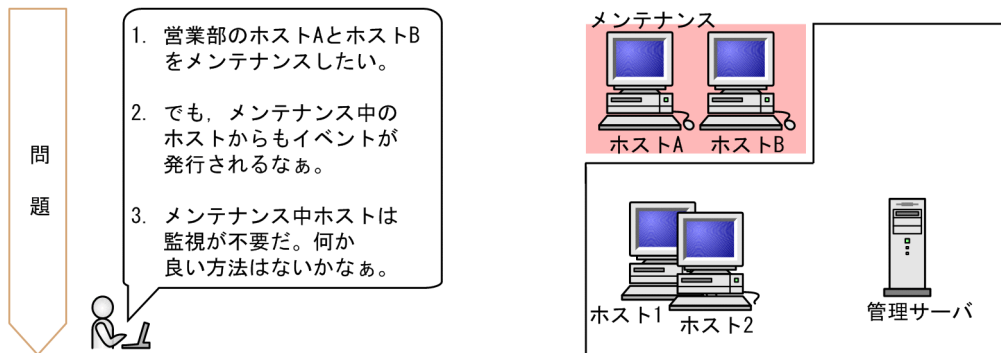 問
題
1. 営業部のホストAとホストB
をメンテナンスしたい。
2. でも，メンテナンス中の
ホストからもイベントが
発行されるなぁ。
3. メンテナンス中ホストは
監視が不要だ。何か
良い方法はないかなぁ。
メンテナンス
ホストA ホストB
ホスト1 ホスト2
管理サーバ